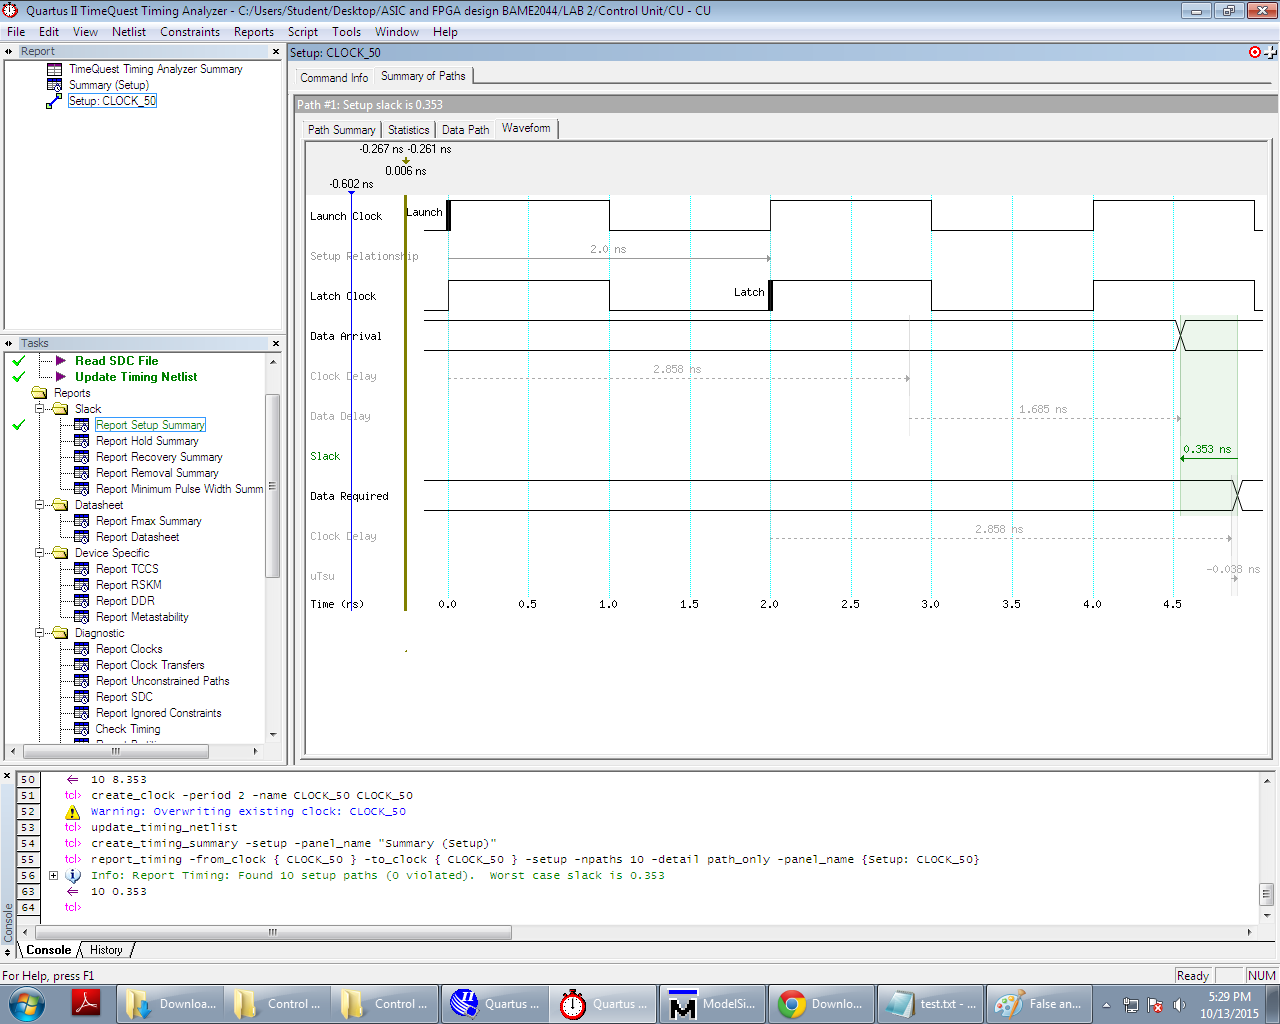 Quartus II TimeQuest Timing Analyzer - C:/Users/Student/Desktop/ASIC and FPGA design BAME2044/LAB 2/Control Unit/CU - CU
File Edit View Netlist Constraints Reports Script Tools Window Help
Report
TimeQuest Timing Analyzer Summary
Summary (Setup)
Setup: CLOCK_50
Tasks
Read SDC File
Update Timing Netlist
Reports
Slack
Report Setup Summary
Report Hold Summary
Report Recovery Summary
Report Removal Summary
Report Minimum Pulse Width Summ
Datasheet
Report Fmax Summary
Report Datasheet
Device Specific
Report TCCS
Report RSKM
Report DDR
Report Metastability
Diagnostic
Report Clocks
Report Clock Transfers
Report Unconstrained Paths
Report SDC
Report Ignored Constraints
Check Timing
Setup: CLOCK_50
Command Info Summary of Paths
Path #1: Setup slack is 0.353
Path Summary Statistics Data Path Waveform
-0.267 ns -0.261 ns
0.006 ns
-0.602 ns
Launch Clock Launch
Setup Relationship 2.0 ns
Latch Clock Latch
Data Arrival
Clock Delay 2.858 ns
Data Delay 1.685 ns
Slack 0.353 ns
Data Required
Clock Delay 2.858 ns
uTsu -0.038 ns
Time (ns) 0.0 0.5 1.0 1.5 2.0 2.5 3.0 3.5 4.0 4.5
50 10 8.353
51 tcl> create_clock -period 2 -name CLOCK_50 CLOCK_50
52 Warning: Overwriting existing clock: CLOCK_50
53 tcl> update_timing_netlist
54 tcl> create_timing_summary -setup -panel_name "Summary (Setup)"
55 tcl> report_timing -from_clock { CLOCK_50 } -to_clock { CLOCK_50 } -setup -npaths 10 -detail path_only -panel_name {Setup: CLOCK_50}
56 Info: Report Timing: Found 10 setup paths (0 violated).  Worst case slack is 0.353
63 10 0.353
64 tcl>
Console
Console History
For Help, press F1
Ready NUM
Downloa... Control ... Control ... Quartus ... Quartus ... ModelSi... Downlo... test.txt - ... False an...
5:29 PM
10/13/2015